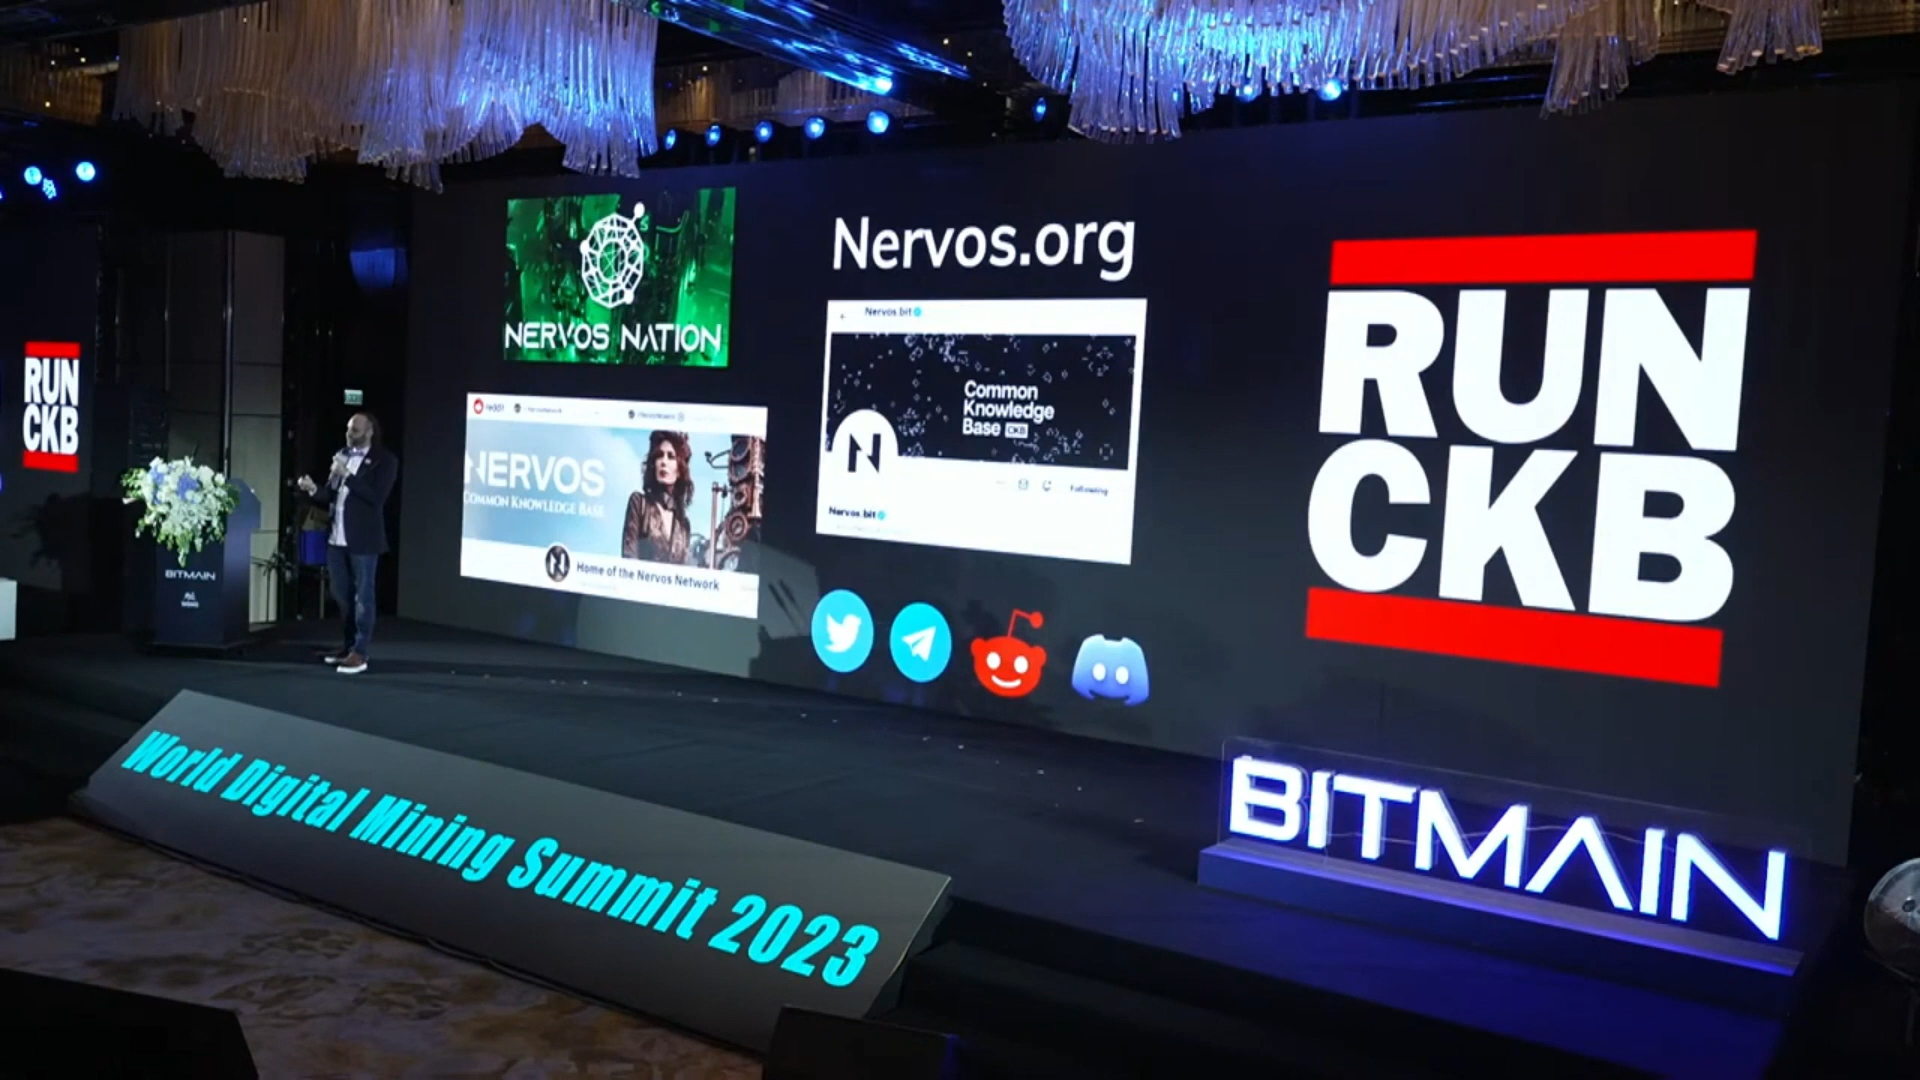 RUN
CKB
NERVOS NATION
Nervos.org
Nervos.bit
Common
Knowledge
Base CKB
N
Following
Nervos.bit
reddit
NERVOS
COMMON KNOWLEDGE BASE
N
Home of the Nervos Network
RUN
CKB
BITMAIN
World Digital Mining Summit 2023
BITMAIN